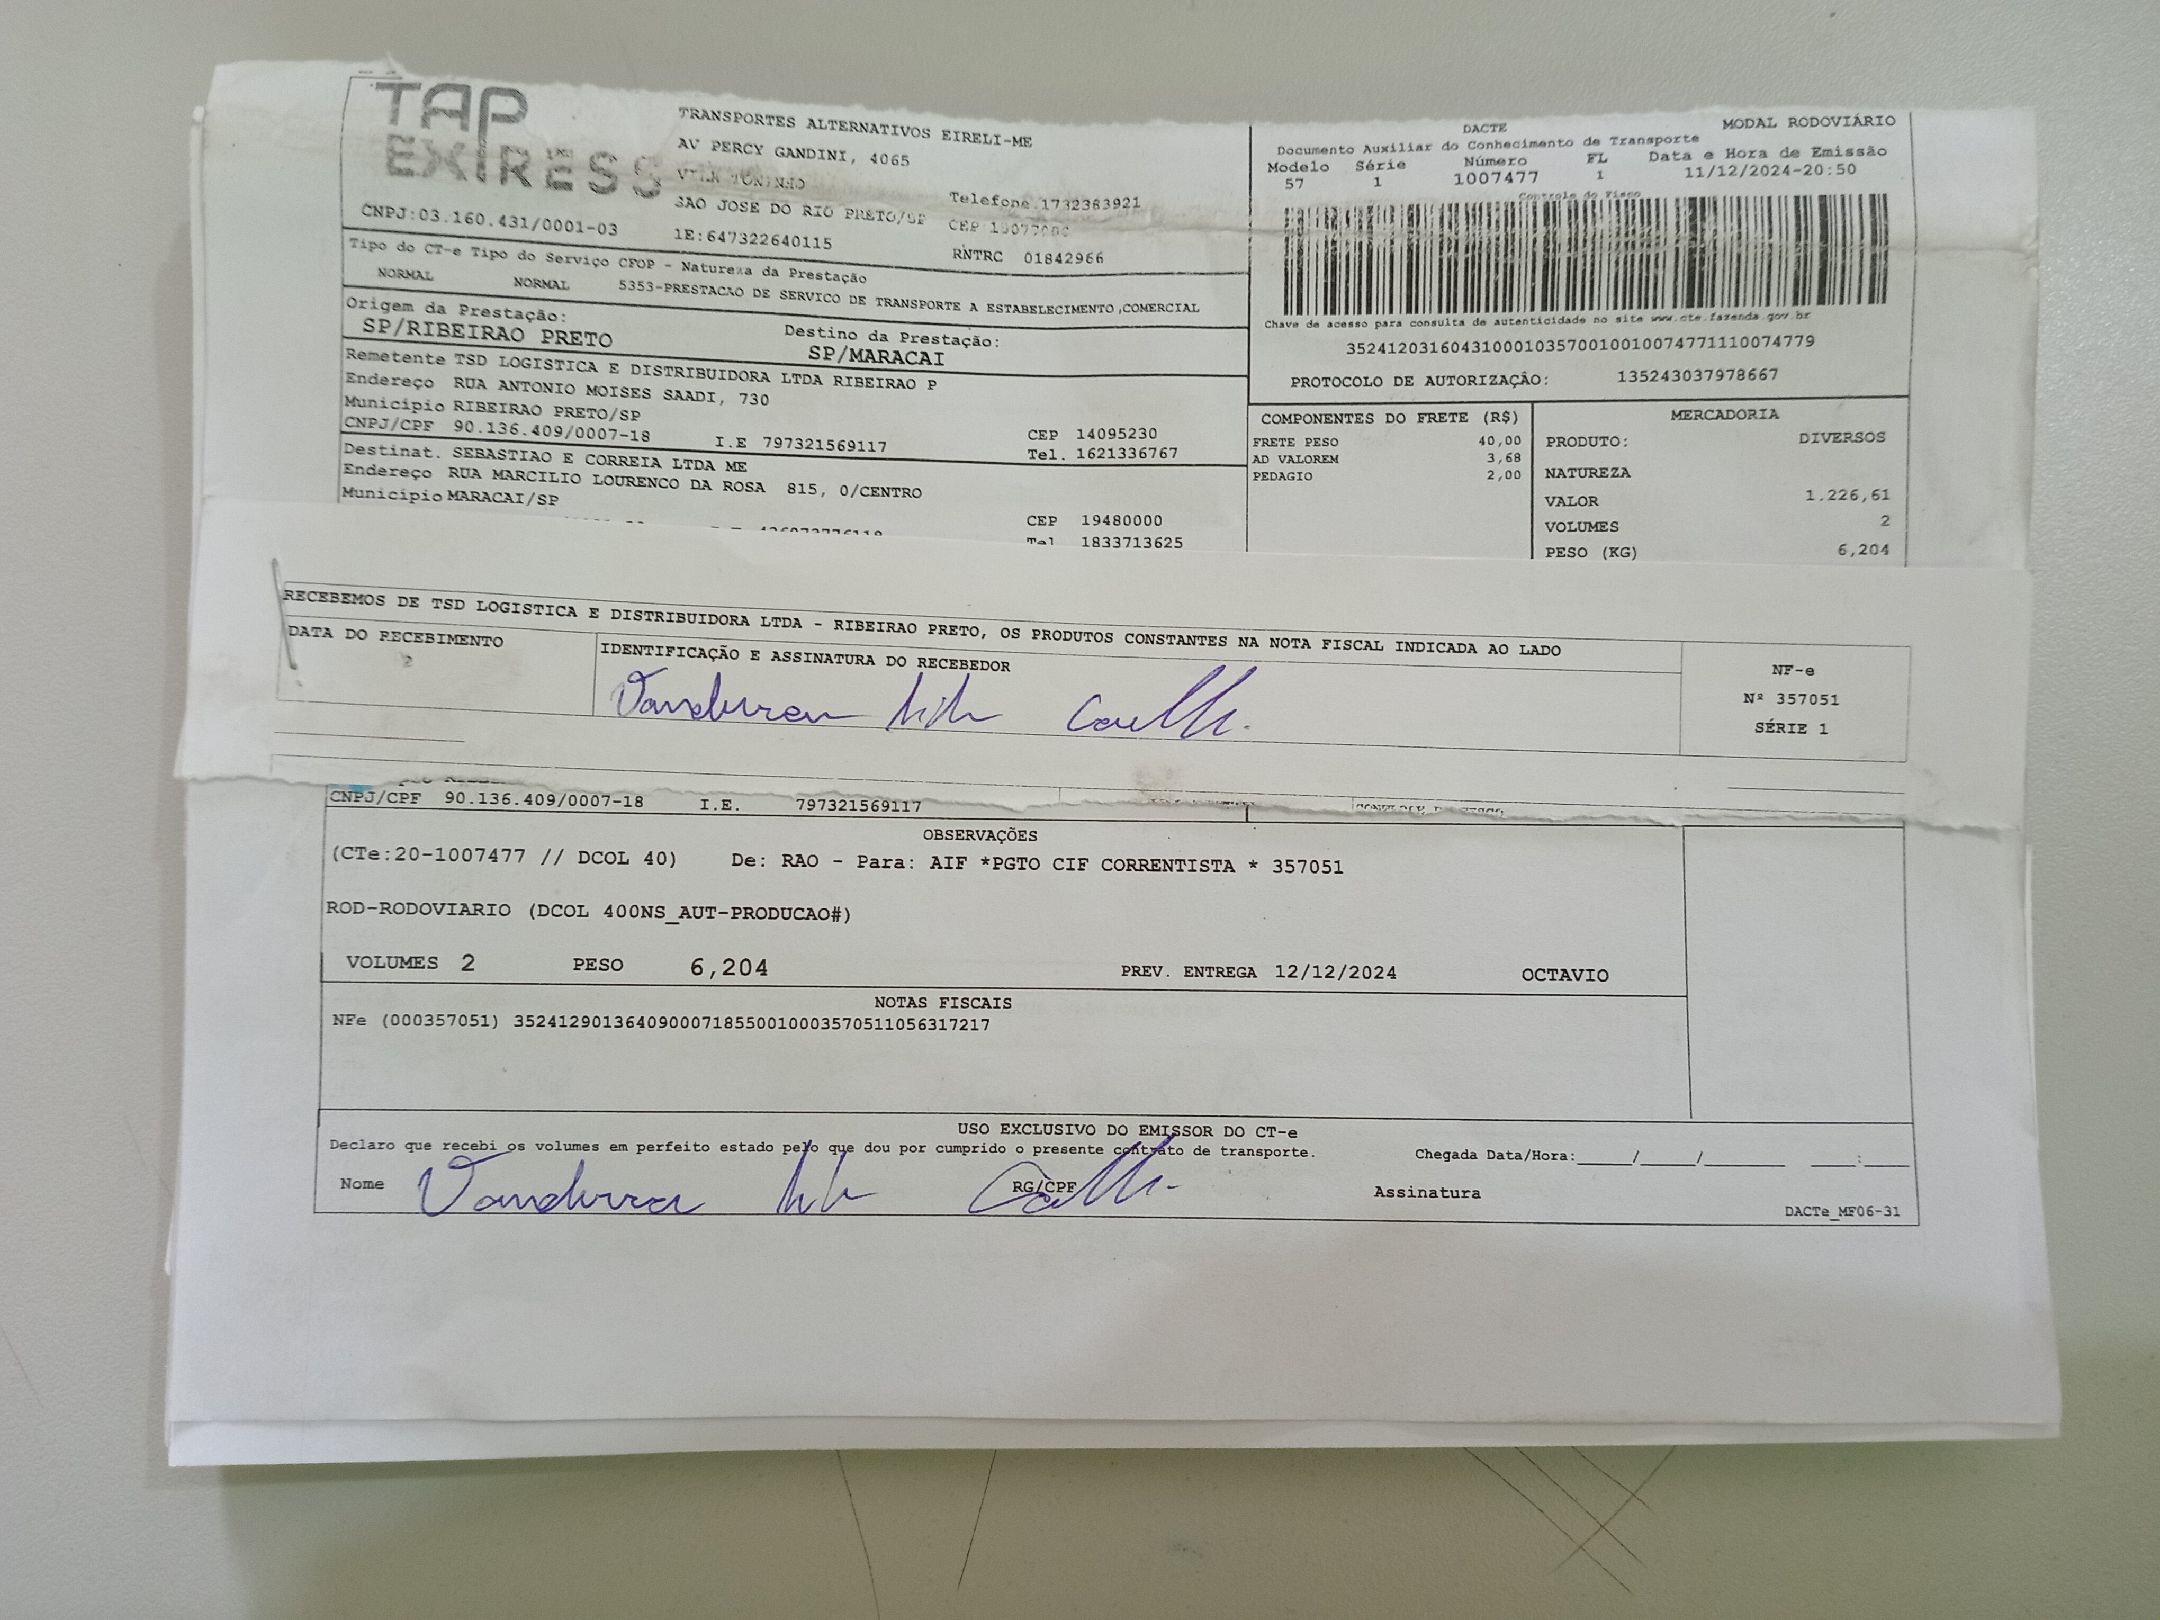 TAP
EXPRESS
TRANSPORTES ALTERNATIVOS EIRELI-ME
AV PERCY GANDINI, 4065
VILA TONINHO
SAO JOSE DO RIO PRETO/SP
Telefone.1732383921
CEP
CNPJ:03.160.431/0001-03
IE:647322640115
RNTRC 01842966
DACTE
MODAL RODOVIÁRIO
Documento Auxiliar do Conhecimento de Transporte
Modelo Série Número FL Data e Hora de Emissão
57 1 1007477 1 11/12/2024-20:50
Controle do Fisco
Chave de acesso para consulta de autenticidade no site www.cte.fazenda.gov.br
35241203160431000103570010010074771110074779
PROTOCOLO DE AUTORIZAÇÃO: 135243037978667
Tipo do CT-e Tipo do Serviço CFOP - Natureza da Prestação
NORMAL NORMAL 5353-PRESTACAO DE SERVICO DE TRANSPORTE A ESTABELECIMENTO,COMERCIAL
Origem da Prestação: Destino da Prestação:
SP/RIBEIRAO PRETO SP/MARACAI
Remetente TSD LOGISTICA E DISTRIBUIDORA LTDA RIBEIRAO P
Endereço RUA ANTONIO MOISES SAADI, 730
Município RIBEIRAO PRETO/SP CEP 14095230
CNPJ/CPF 90.136.409/0007-18 I.E 797321569117 Tel. 1621336767
Destinat. SEBASTIAO E CORREIA LTDA ME
Endereço RUA MARCILIO LOURENCO DA ROSA 815, 0/CENTRO
Município MARACAI/SP CEP 19480000
Tel 1833713625
COMPONENTES DO FRETE (R$)
FRETE PESO 40,00
AD VALOREM 3,68
PEDAGIO 2,00
MERCADORIA
PRODUTO: DIVERSOS
NATUREZA
VALOR 1.226,61
VOLUMES 2
PESO (KG) 6,204
RECEBEMOS DE TSD LOGISTICA E DISTRIBUIDORA LTDA - RIBEIRAO PRETO, OS PRODUTOS CONSTANTES NA NOTA FISCAL INDICADA AO LADO
DATA DO RECEBIMENTO
IDENTIFICAÇÃO E ASSINATURA DO RECEBEDOR
NF-e
Nº 357051
SÉRIE 1
CNPJ/CPF 90.136.409/0007-18 I.E. 797321569117
OBSERVAÇÕES
(CTe:20-1007477 // DCOL 40) De: RAO - Para: AIF *PGTO CIF CORRENTISTA * 357051
ROD-RODOVIARIO (DCOL 400NS_AUT-PRODUCAO#)
VOLUMES 2 PESO 6,204 PREV. ENTREGA 12/12/2024 OCTAVIO
NOTAS FISCAIS
NFe (000357051) 35241290136409000718550010003570511056317217
USO EXCLUSIVO DO EMISSOR DO CT-e
Declaro que recebi os volumes em perfeito estado pelo que dou por cumprido o presente contrato de transporte.
Chegada Data/Hora:_____/_____/_______ ____:____
Nome RG/CPF Assinatura
DACTe_MF06-31